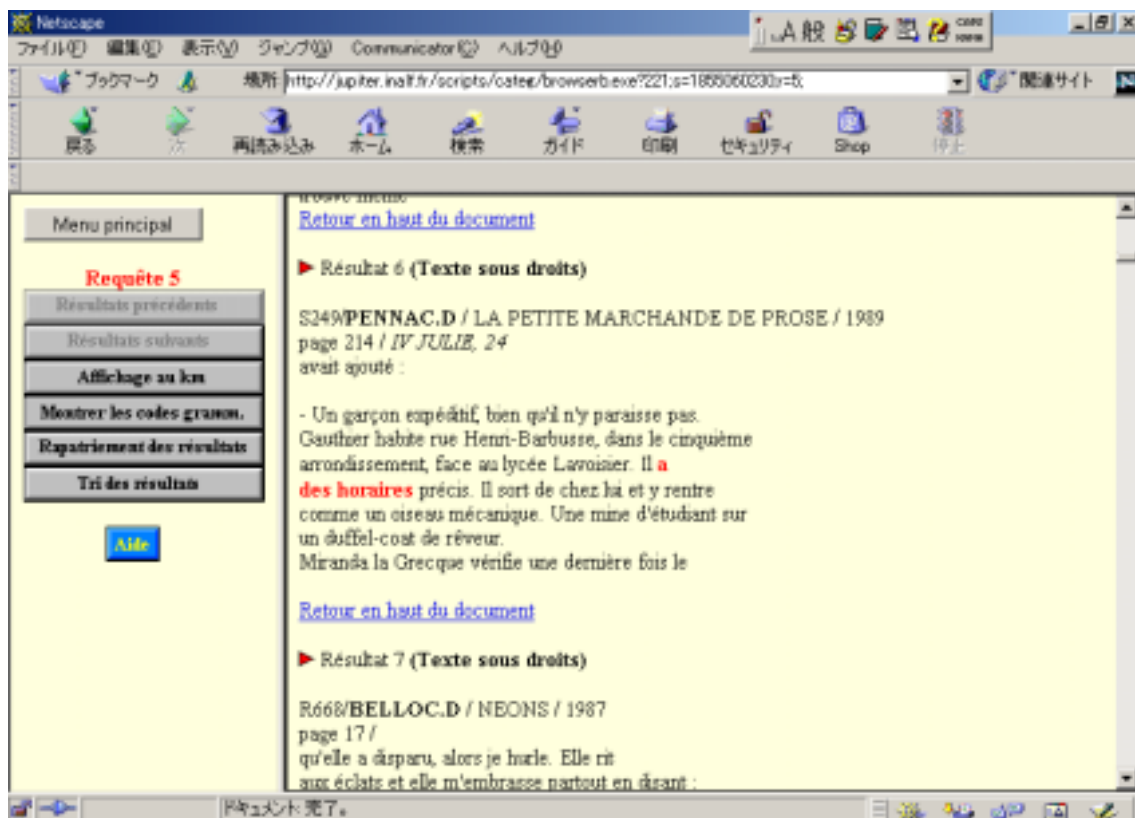 Netscape
般 CAPS KANA
ファイル(F) 編集(E) 表示(V) ジャンプ(G) Communicator(C) ヘルプ(H)
ブックマーク 場所 http://jupiter.inalf.fr/scripts/categ/browserb.exe?221;s=1855060230;r=5; 関連サイト
戻る 次 再読み込み ホーム 検索 ガイド 印刷 セキュリティ Shop 停止
Menu principal
Requête 5
Résultats précédents
Résultats suivants
Affichage au km
Montrer les codes gramm.
Rapatriement des résultats
Tri des résultats
Aide
trouve même
Retour en haut du document
Résultat 6 (Texte sous droits)
S249/PENNAC.D / LA PETITE MARCHANDE DE PROSE / 1989
page 214 / IV JULIE, 24
avait ajouté :
- Un garçon expéditif, bien qu'il n'y paraisse pas.
Gauthier habite rue Henri-Barbusse, dans le cinquième
arrondissement, face au lycée Lavoisier. Il a
des horaires précis. Il sort de chez lui et y rentre
comme un oiseau mécanique. Une mine d'étudiant sur
un duffel-coat de rêveur.
Miranda la Grecque vérifie une dernière fois le
Retour en haut du document
Résultat 7 (Texte sous droits)
R668/BELLOC.D / NEONS / 1987
page 17 /
qu'elle a disparu, alors je hurle. Elle rit
aux éclats et elle m'embrasse partout en disant :
ドキュメント: 完了。